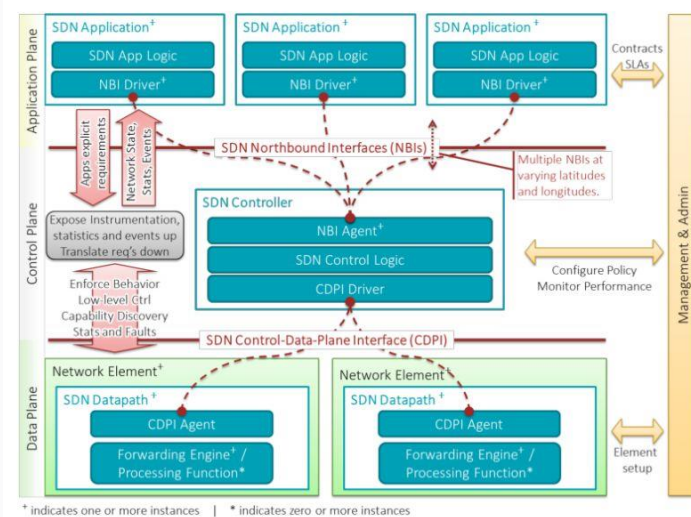 Application Plane
SDN Application⁺
SDN App Logic
NBI Driver⁺
SDN Application⁺
SDN App Logic
NBI Driver⁺
SDN Application⁺
SDN App Logic
NBI Driver⁺
Contracts
SLAs
Apps explicit
requirements
Network State,
Stats, Events
SDN Northbound Interfaces (NBIs)
Multiple NBIs at
varying latitudes
and longitudes.
Control Plane
Expose Instrumentation,
statistics and events up
Translate req's down
SDN Controller
NBI Agent⁺
SDN Control Logic
CDPI Driver
Configure Policy
Monitor Performance
Management & Admin
Enforce Behavior
Low-level Ctrl
Capability Discovery
Stats and Faults
SDN Control-Data-Plane Interface (CDPI)
Data Plane
Network Element⁺
SDN Datapath ⁺
CDPI Agent
Forwarding Engine⁺ /
Processing Function*
Network Element⁺
SDN Datapath ⁺
CDPI Agent
Forwarding Engine⁺ /
Processing Function*
Element
setup
⁺ indicates one or more instances | * indicates zero or more instances